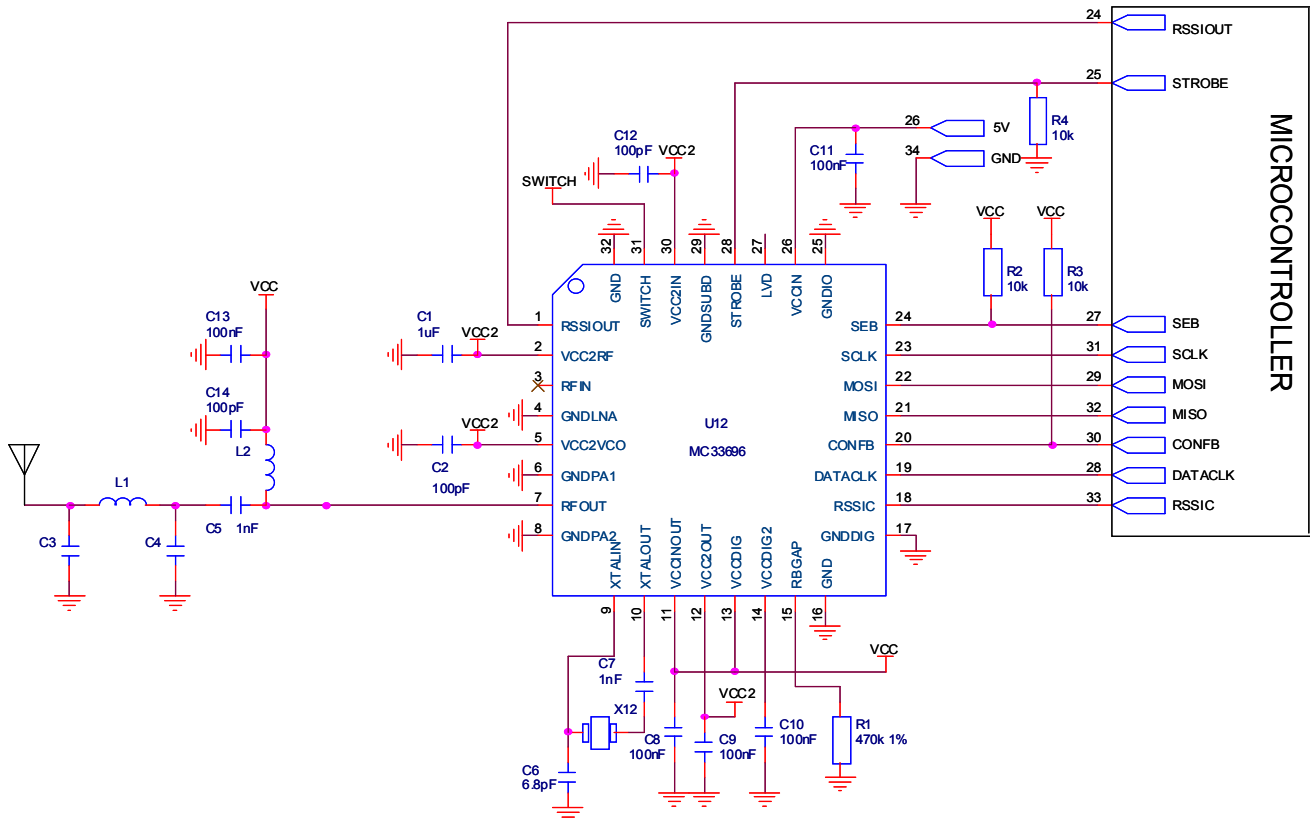 24
RSSIOUT
25
STROBE
26
5V
34
GND
R4
10k
C11
100nF
C12
100pF
VCC2
SWITCH
MICROCONTROLLER
32
31
30
29
28
27
26
25
GND
SWITCH
VCC2IN
GNDSUBD
STROBE
LVD
VCCIN
GNDIO
VCC
VCC
R2
10k
R3
10k
VCC
C13
100nF
C14
100pF
L2
C1
1uF
VCC2
VCC2
C2
100pF
L1
C5
1nF
C3
C4
1
RSSIOUT
2
VCC2RF
3
RFIN
4
GNDLNA
5
VCC2VCO
6
GNDPA1
7
RFOUT
8
GNDPA2
U12
MC33696
SEB
24
27
SEB
SCLK
23
31
SCLK
MOSI
22
29
MOSI
MISO
21
32
MISO
CONFB
20
30
CONFB
DATACLK
19
28
DATACLK
RSSIC
18
33
RSSIC
GNDDIG
17
XTALIN
XTALOUT
VCCINOUT
VCC2OUT
VCCDIG
VCCDIG2
RBGAP
GND
9
10
11
12
13
14
15
16
VCC
C7
1nF
X12
VCC2
C6
6.8pF
C8
100nF
C9
100nF
C10
100nF
R1
470k 1%